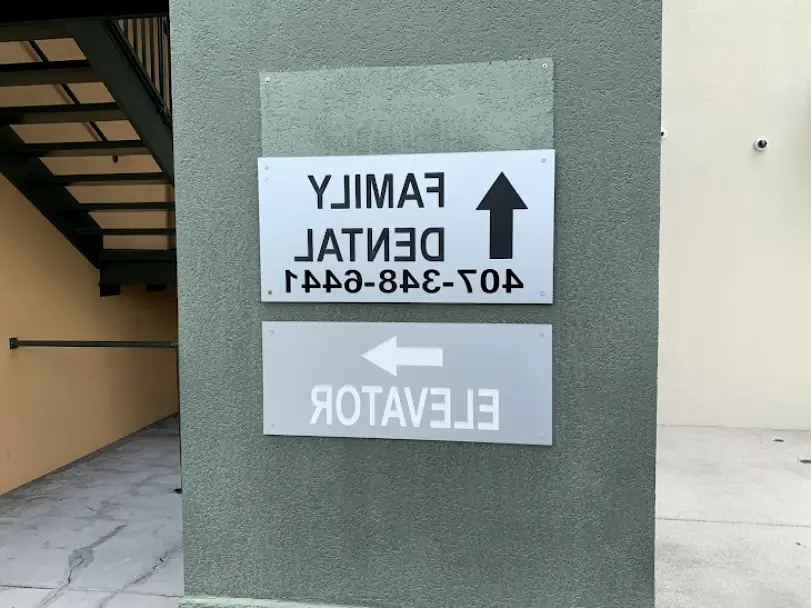 FAMILY
DENTAL
407-348-6441
ELEVATOR